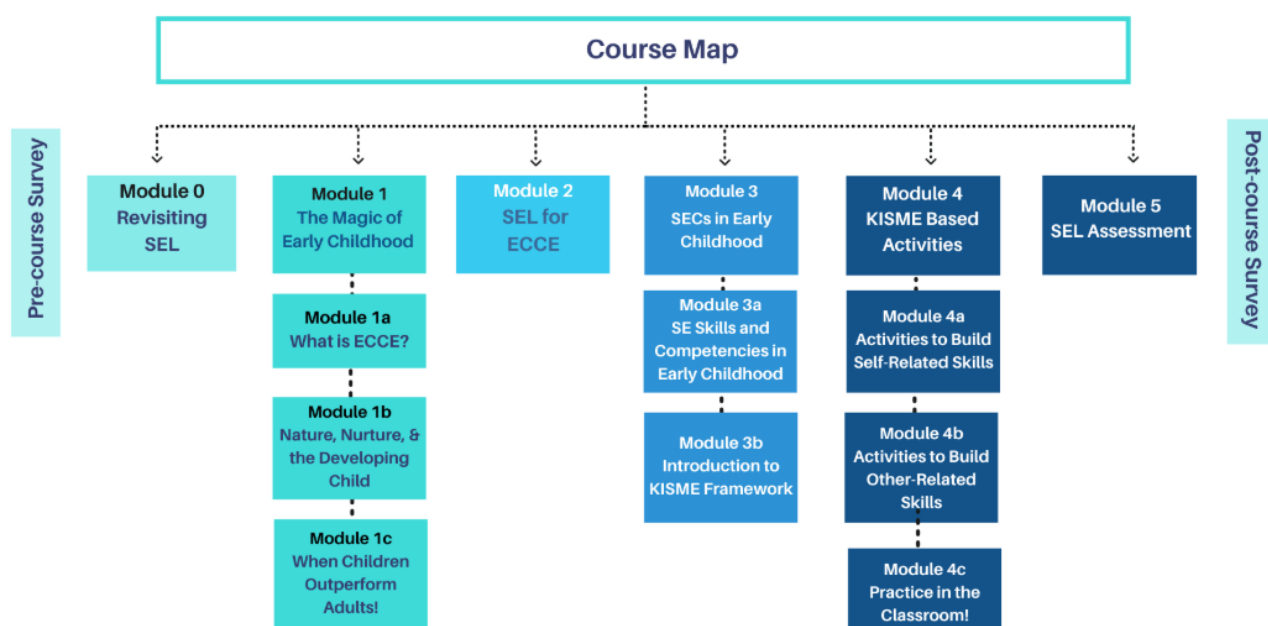 Course Map
Pre-course Survey
Post-course Survey
Module 0
Revisiting
SEL
Module 1
The Magic of
Early Childhood
Module 1a
What is ECCE?
Module 1b
Nature, Nurture, &
the Developing
Child
Module 1c
When Children
Outperform
Adults!
Module 2
SEL for
ECCE
Module 3
SECs in Early
Childhood
Module 3a
SE Skills and
Competencies in
Early Childhood
Module 3b
Introduction to
KISME Framework
Module 4
KISME Based
Activities
Module 4a
Activities to Build
Self-Related Skills
Module 4b
Activities to Build
Other-Related
Skills
Module 4c
Practice in the
Classroom!
Module 5
SEL Assessment